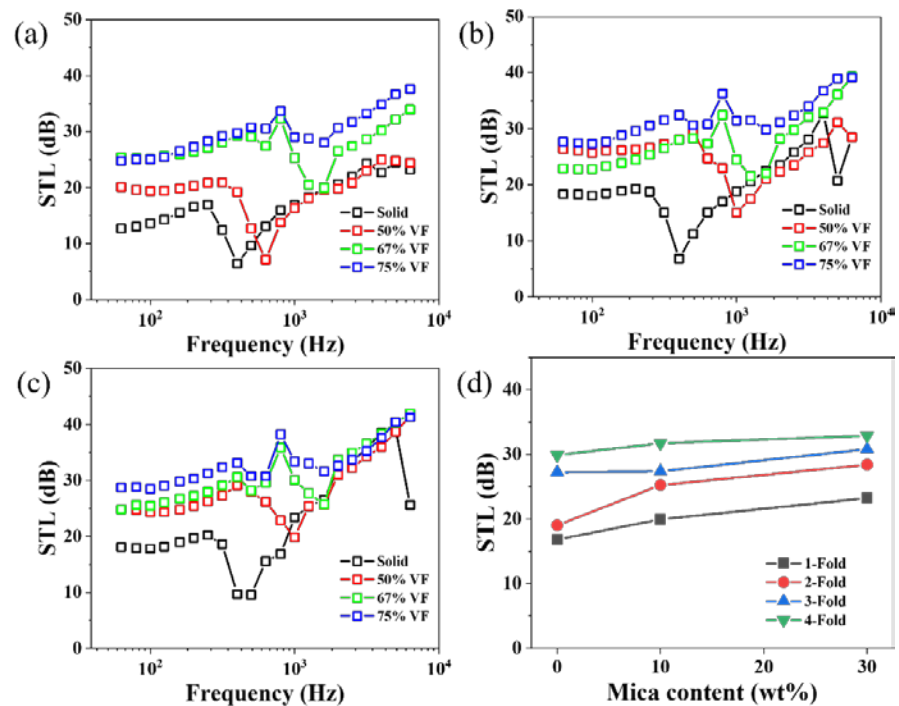 (a)
50
40
30
20
10
0
STL (dB)
Solid
50% VF
67% VF
75% VF
10²
10³
10⁴
Frequency (Hz)
(b)
50
40
30
20
10
0
STL (dB)
Solid
50% VF
67% VF
75% VF
10²
10³
10⁴
Frequency (Hz)
(c)
50
40
30
20
10
0
STL (dB)
Solid
50% VF
67% VF
75% VF
10²
10³
10⁴
Frequency (Hz)
(d)
40
30
20
10
0
STL (dB)
1-Fold
2-Fold
3-Fold
4-Fold
0
10
20
30
Mica content (wt%)